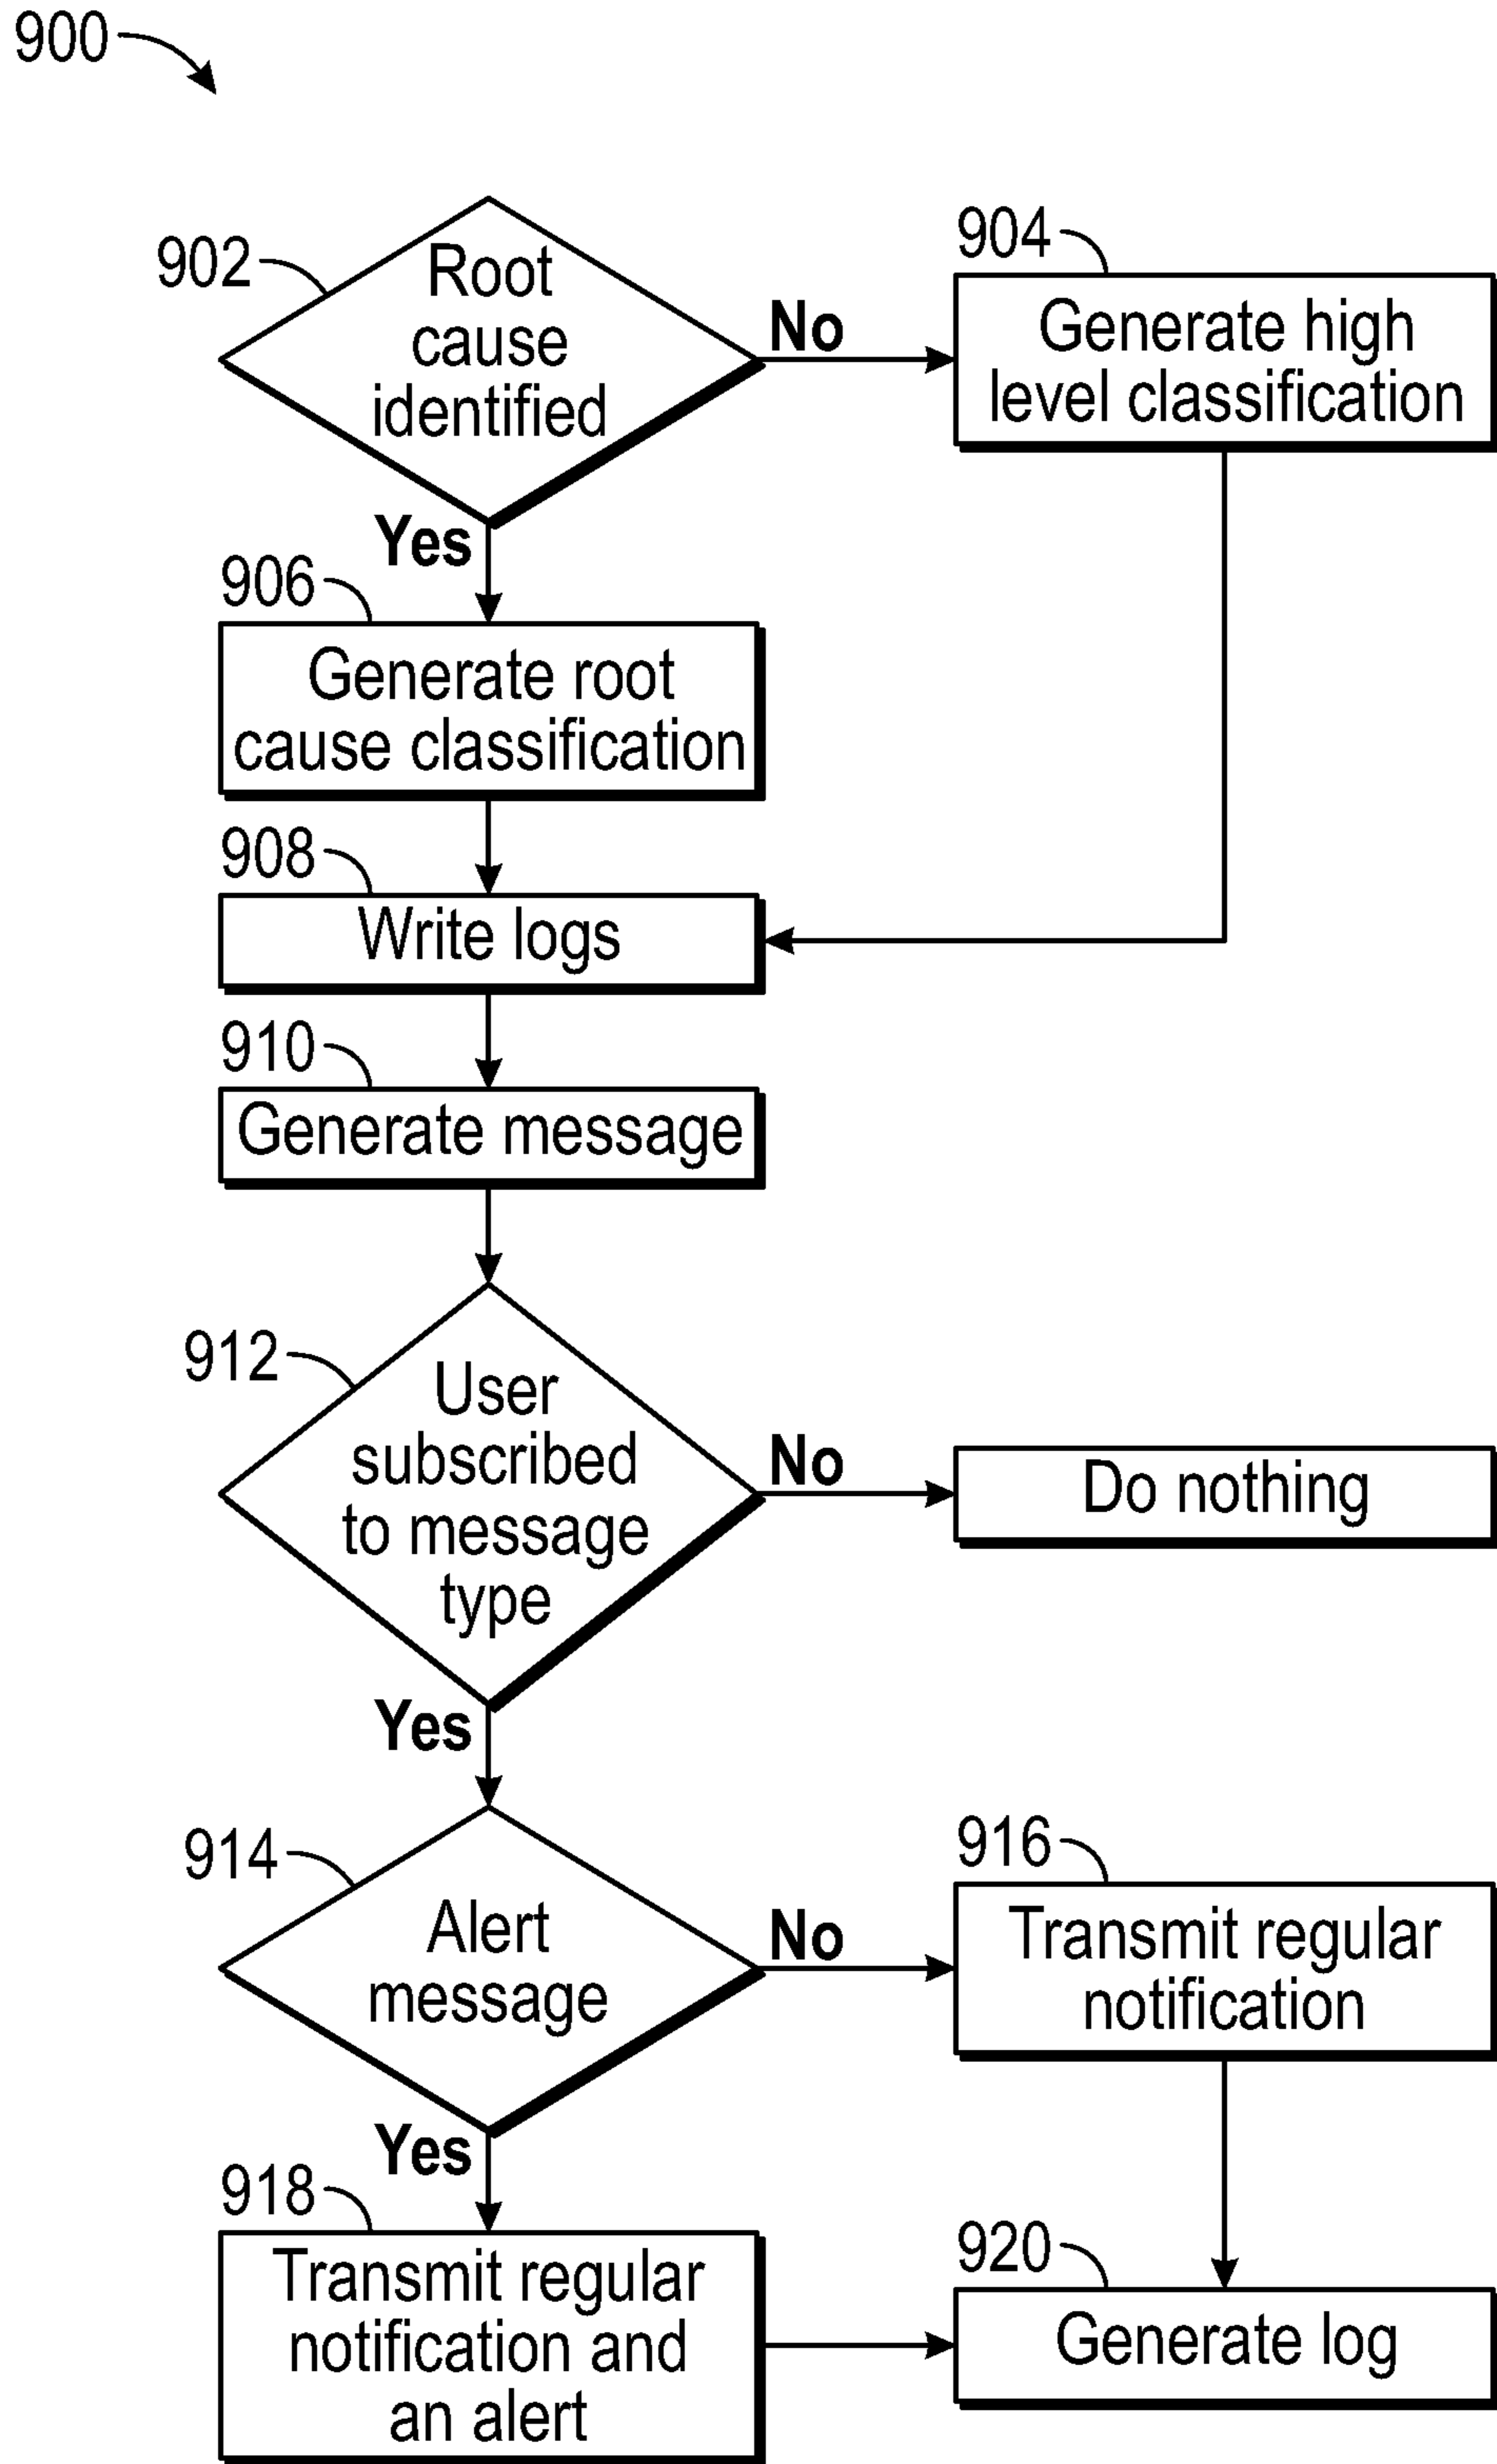 900
902
Root
cause
identified
No
904
Generate high
level classification
Yes
906
Generate root
cause classification
908
Write logs
910
Generate message
912
User
subscribed
to message
type
No
Do nothing
Yes
914
Alert
message
No
916
Transmit regular
notification
Yes
918
Transmit regular
notification and
an alert
920
Generate log